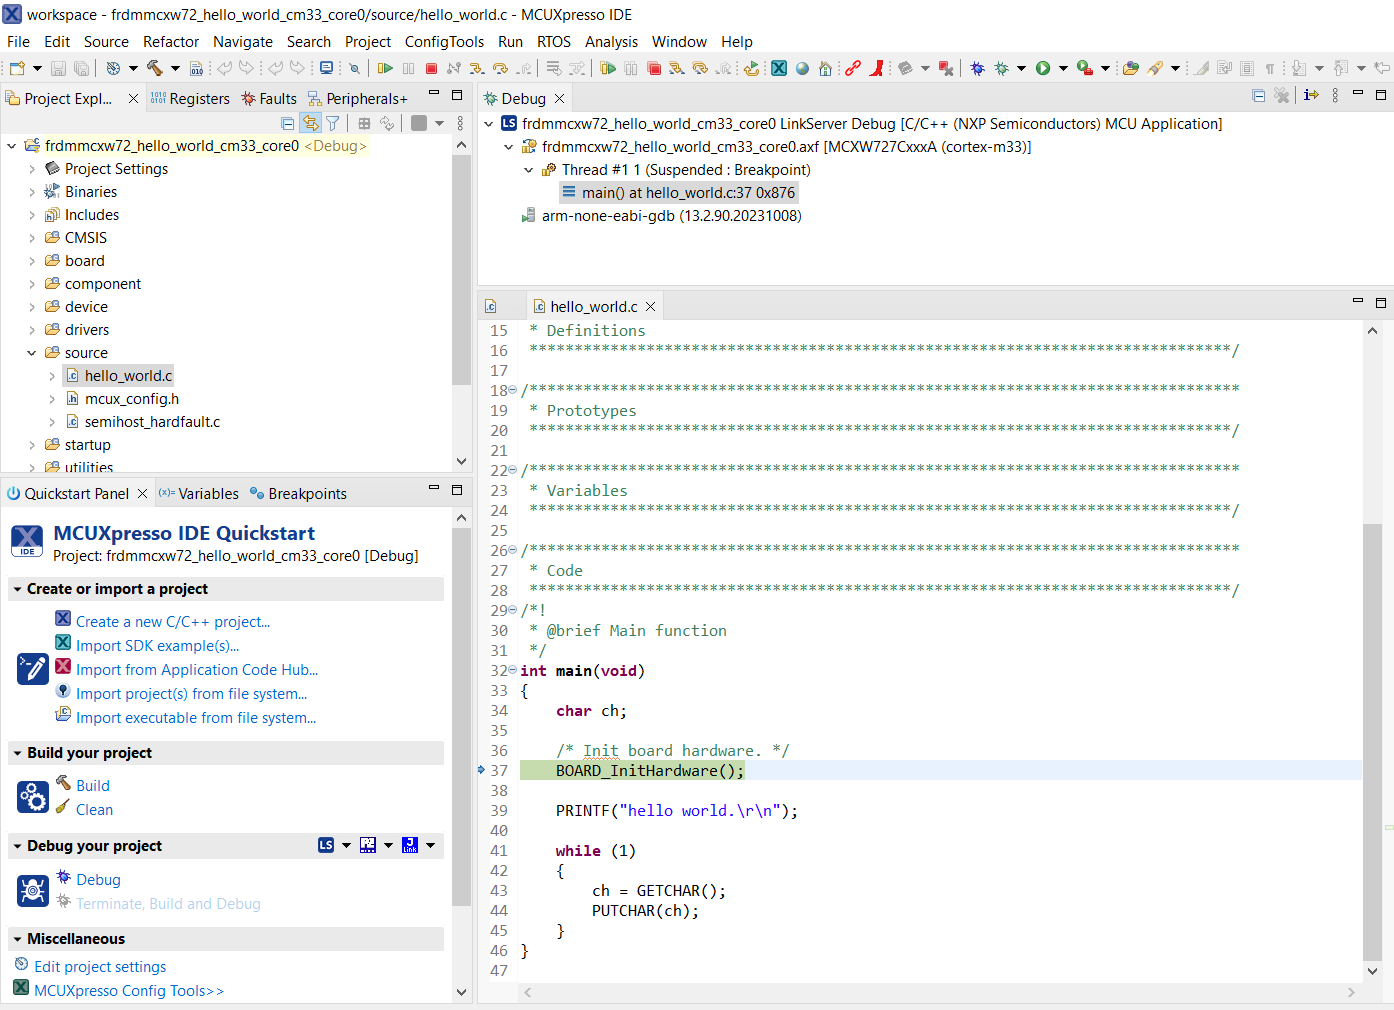 workspace - frdmmcxw72_hello_world_cm33_core0/source/hello_world.c - MCUXpresso IDE
File Edit Source Refactor Navigate Search Project ConfigTools Run RTOS Analysis Window Help
Project Expl... Registers Faults Peripherals+
frdmmcxw72_hello_world_cm33_core0 <Debug>
Project Settings
Binaries
Includes
CMSIS
board
component
device
drivers
source
hello_world.c
mcux_config.h
semihost_hardfault.c
startup
utilities
Quickstart Panel (x)= Variables Breakpoints
IDE
MCUXpresso IDE Quickstart
Project: frdmmcxw72_hello_world_cm33_core0 [Debug]
Create or import a project
Create a new C/C++ project...
Import SDK example(s)...
Import from Application Code Hub...
Import project(s) from file system...
Import executable from file system...
Build your project
Build
Clean
Debug your project LS J Link
Debug
Terminate, Build and Debug
Miscellaneous
Edit project settings
MCUXpresso Config Tools>>
Debug
LS frdmmcxw72_hello_world_cm33_core0 LinkServer Debug [C/C++ (NXP Semiconductors) MCU Application]
frdmmcxw72_hello_world_cm33_core0.axf [MCXW727CxxxA (cortex-m33)]
Thread #1 1 (Suspended : Breakpoint)
main() at hello_world.c:37 0x876
arm-none-eabi-gdb (13.2.90.20231008)
hello_world.c
15 * Definitions
16 ******************************************************************************/
17
18 /*******************************************************************************
19 * Prototypes
20 ******************************************************************************/
21
22 /*******************************************************************************
23 * Variables
24 ******************************************************************************/
25
26 /*******************************************************************************
27 * Code
28 ******************************************************************************/
29 /*!
30 * @brief Main function
31 */
32 int main(void)
33 {
34 char ch;
35
36 /* Init board hardware. */
37 BOARD_InitHardware();
38
39 PRINTF("hello world.\r\n");
40
41 while (1)
42 {
43 ch = GETCHAR();
44 PUTCHAR(ch);
45 }
46 }
47